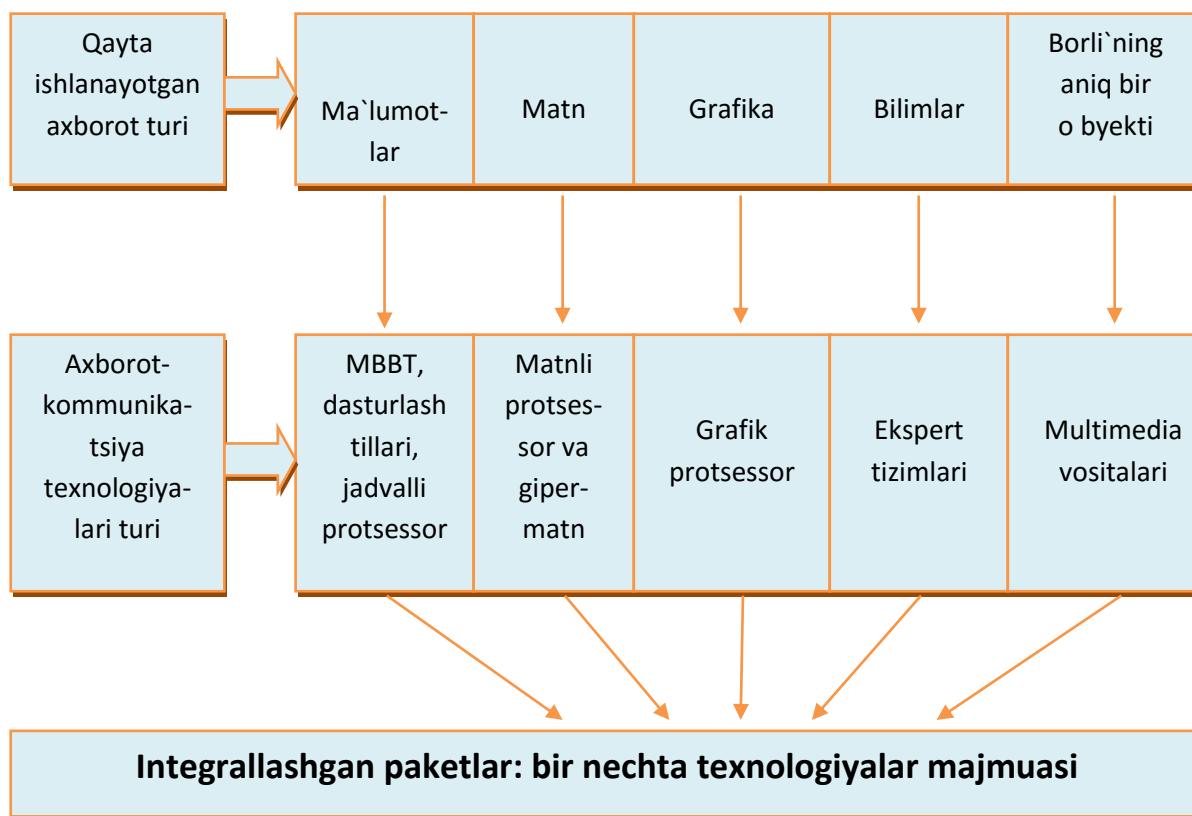 Qayta
ishlanayotgan
axborot turi
Ma`lumot-
lar
Matn
Grafika
Bilimlar
Borli`ning
aniq bir
o byekti
Axborot-
kommunika-
tsiya
texnologiya-
lari turi
MBBT,
dasturlash
tillari,
jadvalli
protsessor
Matnli
protses-
sor va
giper-
matn
Grafik
protsessor
Ekspert
tizimlari
Multimedia
vositalari
Integrallashgan paketlar: bir nechta texnologiyalar majmuasi